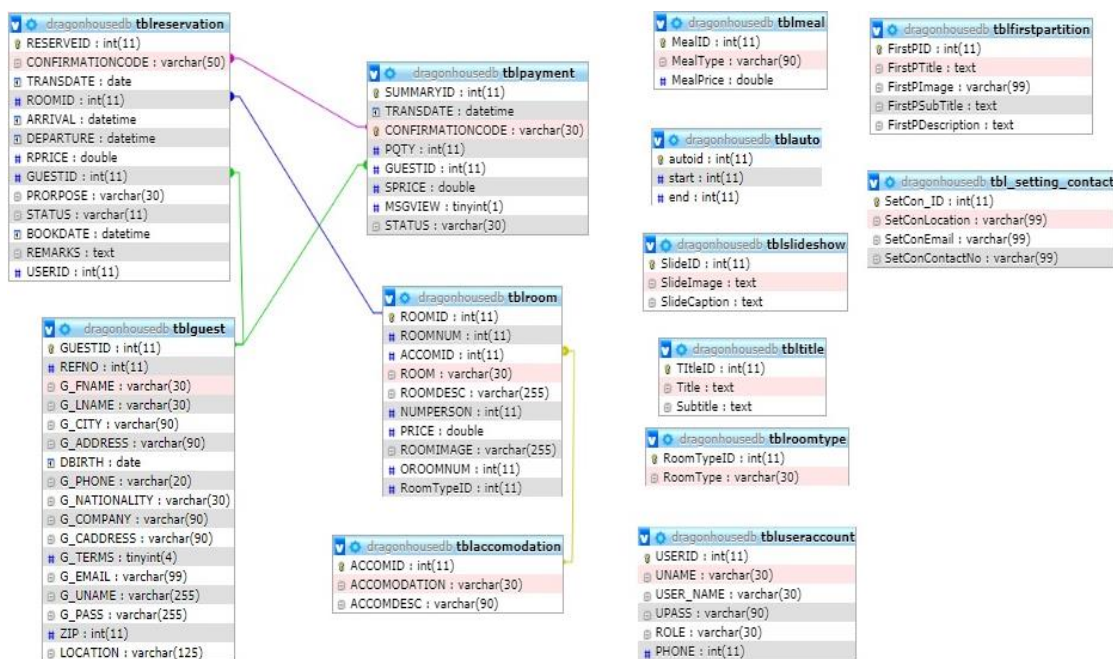 dragonhousedb tblreservation
RESERVEID : int(11)
CONFIRMATIONCODE : varchar(50)
TRANSDATE : date
ROOMID : int(11)
ARRIVAL : datetime
DEPARTURE : datetime
RPRICE : double
GUESTID : int(11)
PRORPOSE : varchar(30)
STATUS : varchar(11)
BOOKDATE : datetime
REMARKS : text
USERID : int(11)
dragonhousedb tblpayment
SUMMARYID : int(11)
TRANSDATE : datetime
CONFIRMATIONCODE : varchar(30)
PQTY : int(11)
GUESTID : int(11)
SPRICE : double
MSGVIEW : tinyint(1)
STATUS : varchar(30)
dragonhousedb tblguest
GUESTID : int(11)
REFNO : int(11)
G_FNAME : varchar(30)
G_LNAME : varchar(30)
G_CITY : varchar(90)
G_ADDRESS : varchar(90)
DBIRTH : date
G_PHONE : varchar(20)
G_NATIONALITY : varchar(30)
G_COMPANY : varchar(90)
G_CADDRESS : varchar(90)
G_TERMS : tinyint(4)
G_EMAIL : varchar(99)
G_UNAME : varchar(255)
G_PASS : varchar(255)
ZIP : int(11)
LOCATION : varchar(125)
dragonhousedb tblroom
ROOMID : int(11)
ROOMNUM : int(11)
ACCOMID : int(11)
ROOM : varchar(30)
ROOMDESC : varchar(255)
NUMPERSON : int(11)
PRICE : double
ROOMIMAGE : varchar(255)
OROOMNUM : int(11)
RoomTypeID : int(11)
dragonhousedb tblaccomodation
ACCOMID : int(11)
ACCOMODATION : varchar(30)
ACCOMDESC : varchar(90)
dragonhousedb tblmeal
MealID : int(11)
MealType : varchar(90)
MealPrice : double
dragonhousedb tblauto
autoid : int(11)
start : int(11)
end : int(11)
dragonhousedb tblslideshow
SlideID : int(11)
SlideImage : text
SlideCaption : text
dragonhousedb tbltitle
TItleID : int(11)
Title : text
Subtitle : text
dragonhousedb tblroomtype
RoomTypeID : int(11)
RoomType : varchar(30)
dragonhousedb tbluseraccount
USERID : int(11)
UNAME : varchar(30)
USER_NAME : varchar(30)
UPASS : varchar(90)
ROLE : varchar(30)
PHONE : int(11)
dragonhousedb tblfirstpartition
FirstPID : int(11)
FirstPTitle : text
FirstPImage : varchar(99)
FirstPSubTitle : text
FirstPDescription : text
dragonhousedb tbl_setting_contact
SetCon_ID : int(11)
SetConLocation : varchar(99)
SetConEmail : varchar(99)
SetConContactNo : varchar(99)